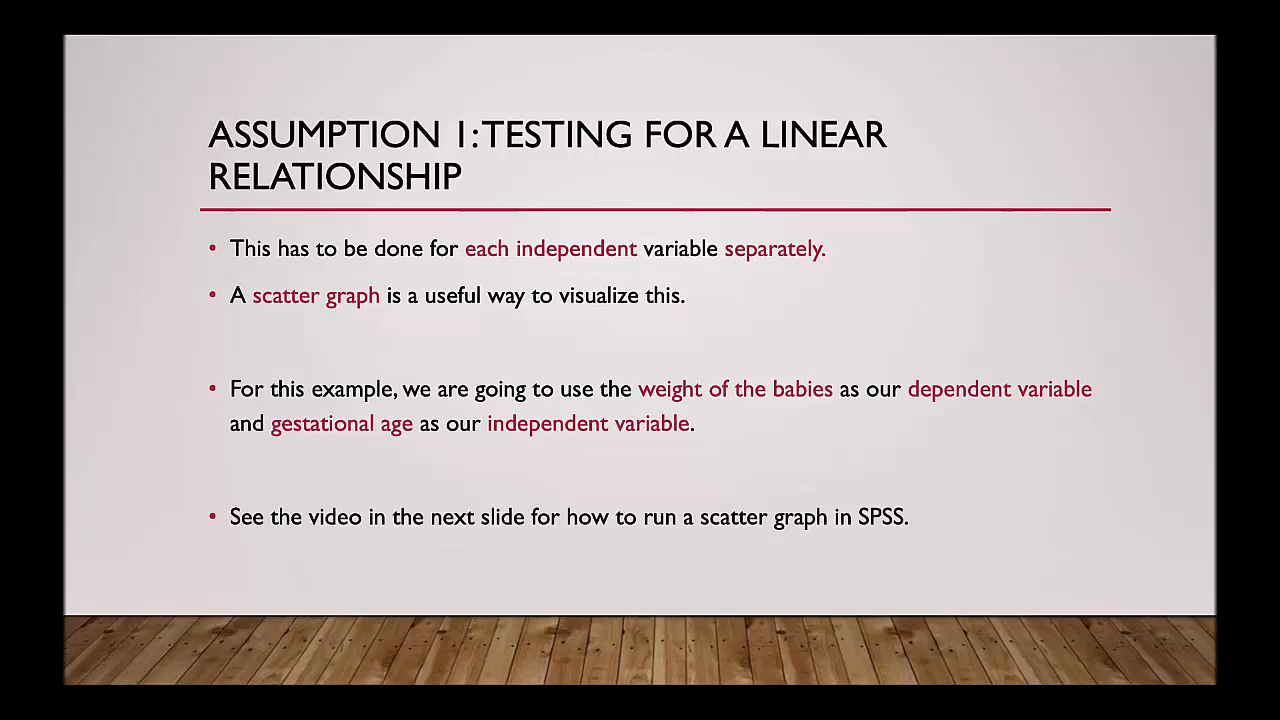 ASSUMPTION 1: TESTING FOR A LINEAR
RELATIONSHIP
• This has to be done for each independent variable separately.
• A scatter graph is a useful way to visualize this.
• For this example, we are going to use the weight of the babies as our dependent variable
and gestational age as our independent variable.
• See the video in the next slide for how to run a scatter graph in SPSS.